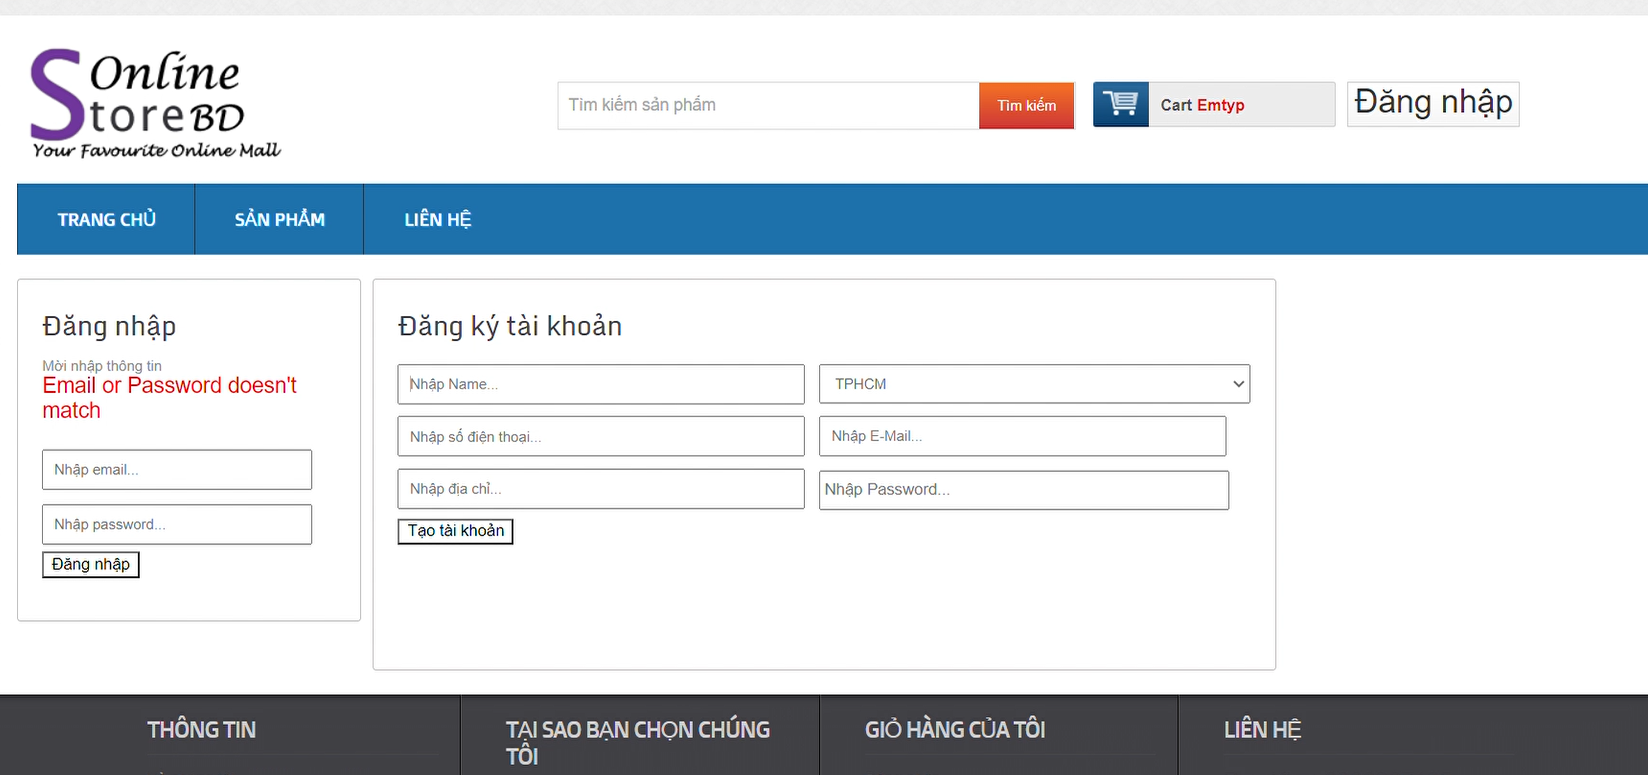 Online
StoreBD
Your Favourite Online Mall
Tìm kiếm sản phẩm
Tìm kiếm
Cart Emtyp
Đăng nhập
TRANG CHỦ
SẢN PHẨM
LIÊN HỆ
Đăng nhập
Mời nhập thông tin
Email or Password doesn't
match
Nhập email...
Nhập password...
Đăng nhập
Đăng ký tài khoản
Nhập Name...
TPHCM
Nhập số điện thoại...
Nhập E-Mail...
Nhập địa chỉ...
Nhập Password...
Tạo tài khoản
THÔNG TIN
TẠI SAO BẠN CHỌN CHÚNG
TÔI
GIỎ HÀNG CỦA TÔI
LIÊN HỆ